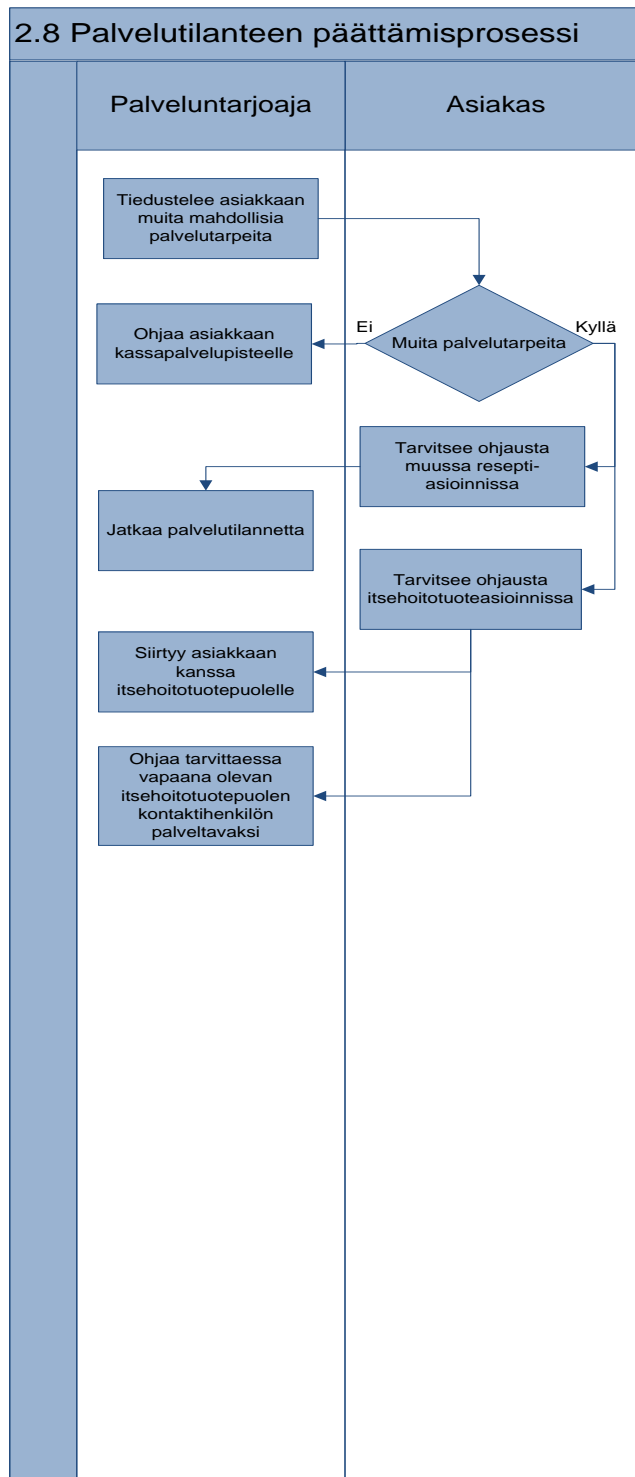 2.8 Palvelutilanteen päättämisprosessi
Palveluntarjoaja
Asiakas
Tiedustelee asiakkaan
muita mahdollisia
palvelutarpeita
Muita palvelutarpeita
Ei
Kyllä
Ohjaa asiakkaan
kassapalvelupisteelle
Tarvitsee ohjausta
muussa resepti-
asioinnissa
Jatkaa palvelutilannetta
Tarvitsee ohjausta
itsehoitotuoteasioinnissa
Siirtyy asiakkaan
kanssa
itsehoitotuotepuolelle
Ohjaa tarvittaessa
vapaana olevan
itsehoitotuotepuolen
kontaktihenkilön
palveltavaksi